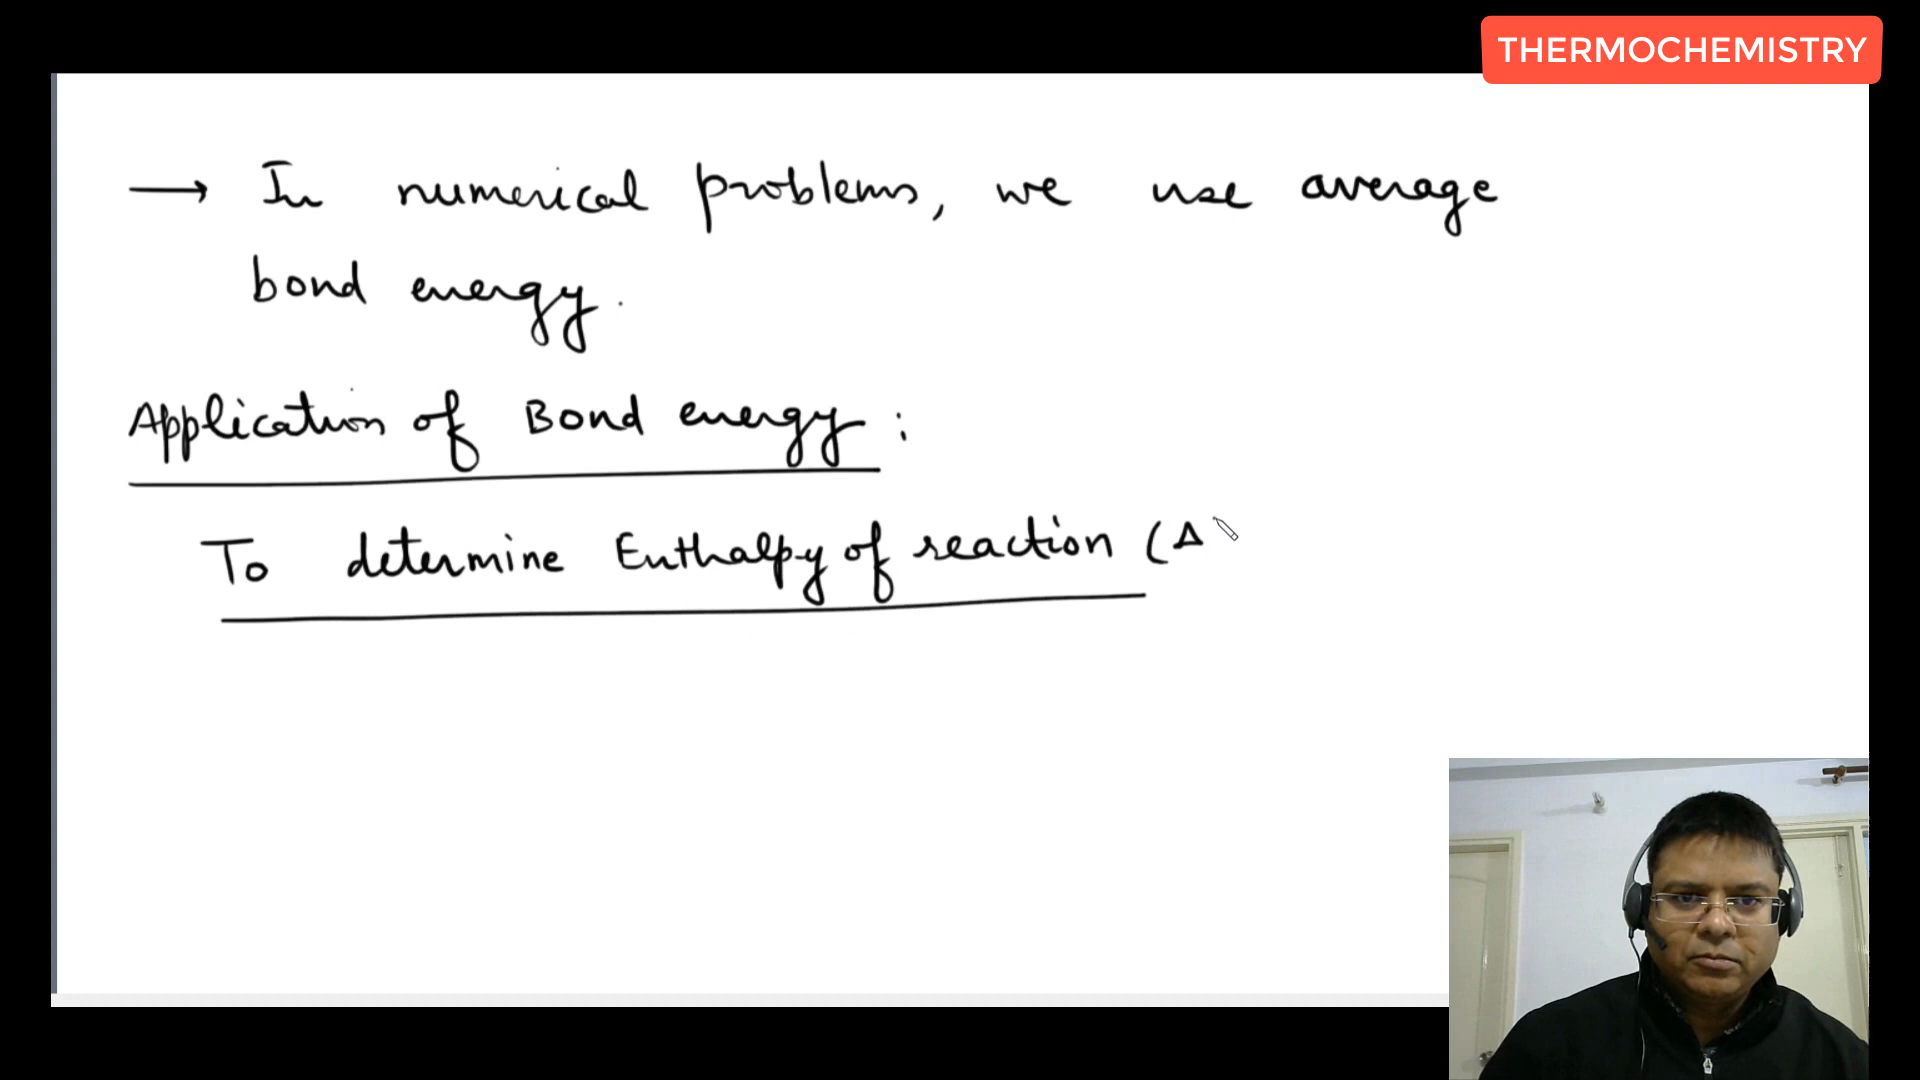 THERMOCHEMISTRY
→ In numerical problems, we use average
bond energy.
Application of Bond energy :
To determine Enthalpy of reaction (Δ